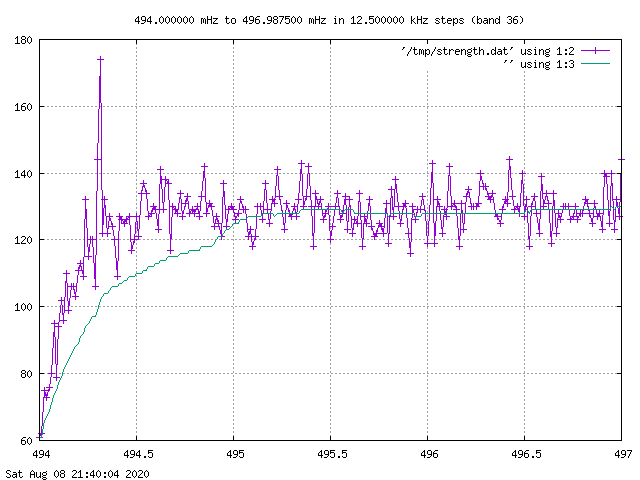 494.000000 mHz to 496.987500 mHz in 12.500000 kHz steps (band 36)
'/tmp/strength.dat' using 1:2
'' using 1:3
180
160
140
120
100
80
60
494 494.5 495 495.5 496 496.5 497
Sat Aug 08 21:40:04 2020